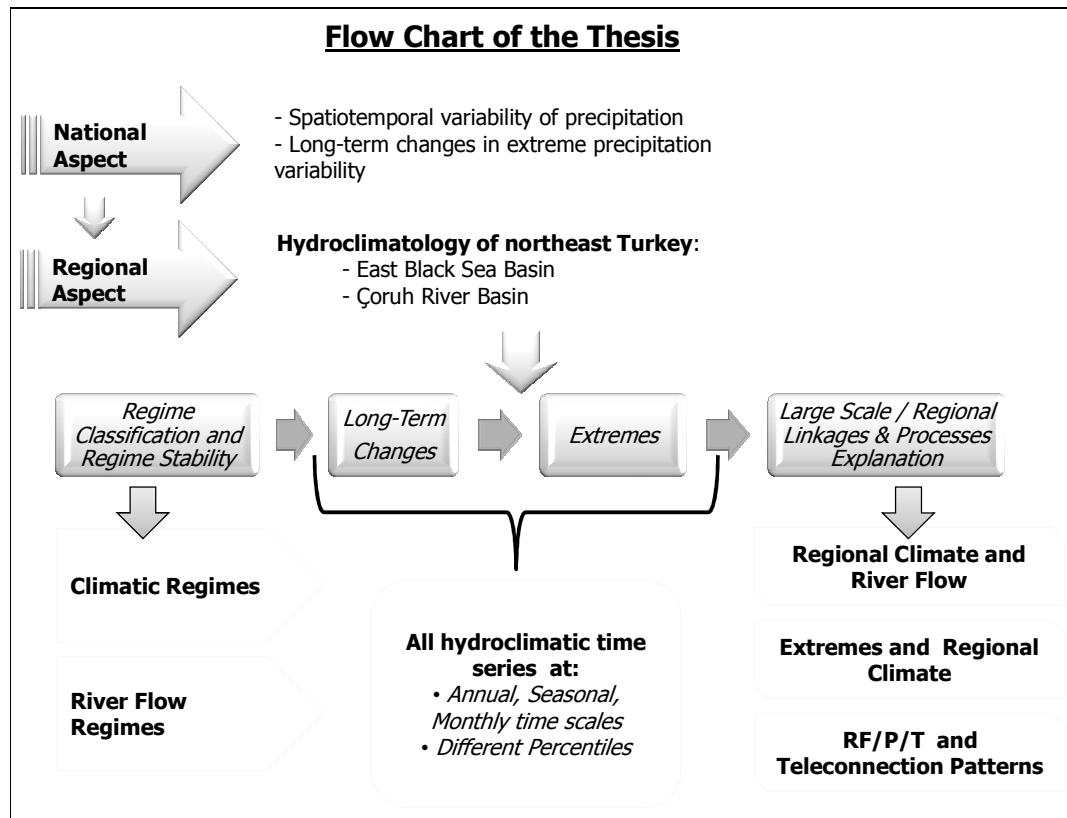 Flow Chart of the Thesis
National
Aspect
- Spatiotemporal variability of precipitation
- Long-term changes in extreme precipitation
variability
Regional
Aspect
Hydroclimatology of northeast Turkey:
- East Black Sea Basin
- Çoruh River Basin
Regime
Classification and
Regime Stability
Long-Term
Changes
Extremes
Large Scale / Regional
Linkages & Processes
Explanation
Climatic Regimes
River Flow
Regimes
All hydroclimatic time
series at:
• Annual, Seasonal,
Monthly time scales
• Different Percentiles
Regional Climate and
River Flow
Extremes and Regional
Climate
RF/P/T and
Teleconnection Patterns